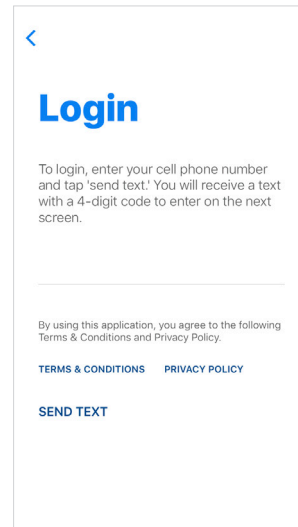 Login
To login, enter your cell phone number
and tap 'send text.' You will receive a text
with a 4-digit code to enter on the next
screen.
By using this application, you agree to the following
Terms & Conditions and Privacy Policy.
TERMS & CONDITIONS PRIVACY POLICY
SEND TEXT